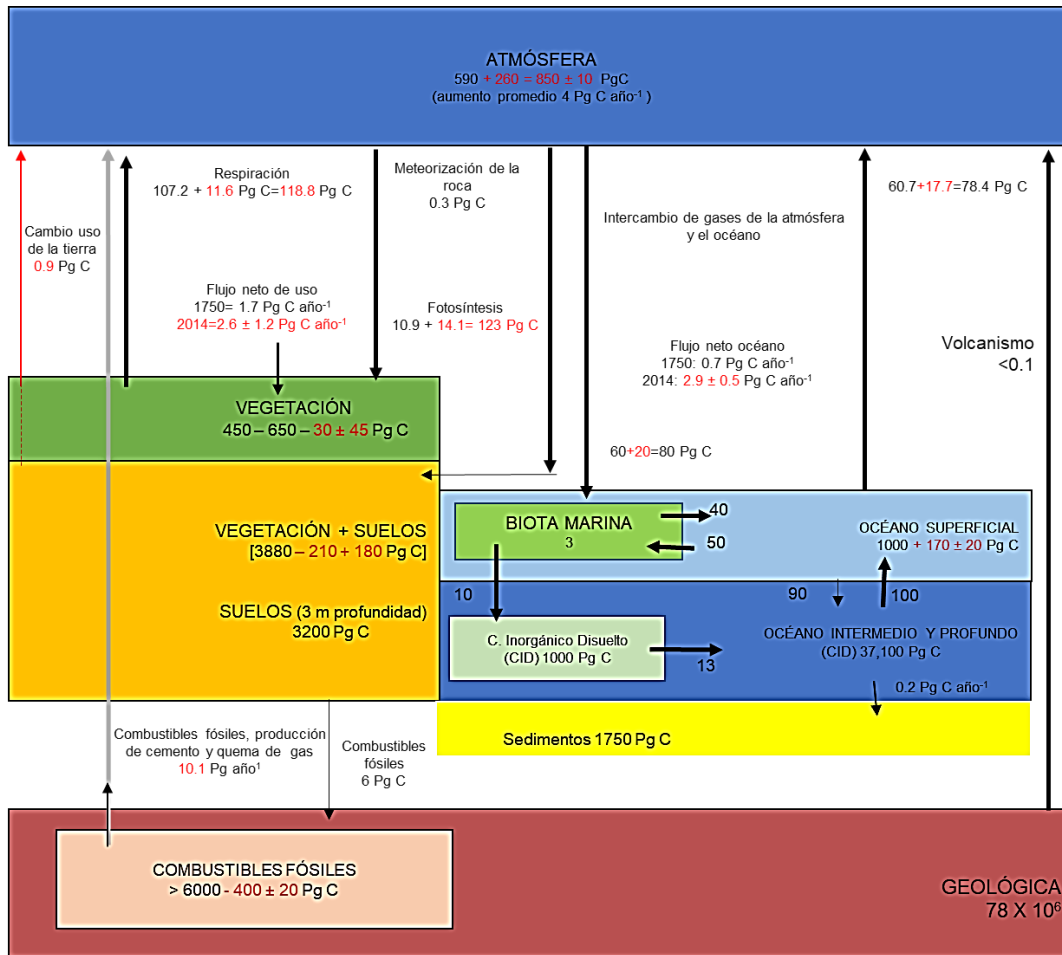 ATMÓSFERA
590 + 260 = 850 ± 10 PgC
(aumento promedio 4 Pg C año-1 )
Respiración
107.2 + 11.6 Pg C=118.8 Pg C
Meteorización de la
roca
0.3 Pg C
60.7+17.7=78.4 Pg C
Intercambio de gases de la atmósfera
y el océano
Cambio uso
de la tierra
0.9 Pg C
Flujo neto de uso
1750= 1.7 Pg C año-1
2014=2.6 ± 1.2 Pg C año-1
Fotosíntesis
10.9 + 14.1= 123 Pg C
Flujo neto océano
1750: 0.7 Pg C año-1
2014: 2.9 ± 0.5 Pg C año-1
Volcanismo
<0.1
VEGETACIÓN
450 – 650 – 30 ± 45 Pg C
60+20=80 Pg C
VEGETACIÓN + SUELOS
[3880 – 210 + 180 Pg C]
SUELOS (3 m profundidad)
3200 Pg C
BIOTA MARINA
3
40
50
OCÉANO SUPERFICIAL
1000 + 170 ± 20 Pg C
10
90
100
C. Inorgánico Disuelto
(CID) 1000 Pg C
13
OCÉANO INTERMEDIO Y PROFUNDO
(CID) 37,100 Pg C
0.2 Pg C año-1
Sedimentos 1750 Pg C
Combustibles fósiles, producción
de cemento y quema de gas
10.1 Pg año1
Combustibles
fósiles
6 Pg C
COMBUSTIBLES FÓSILES
> 6000 - 400 ± 20 Pg C
GEOLÓGICA
78 X 106